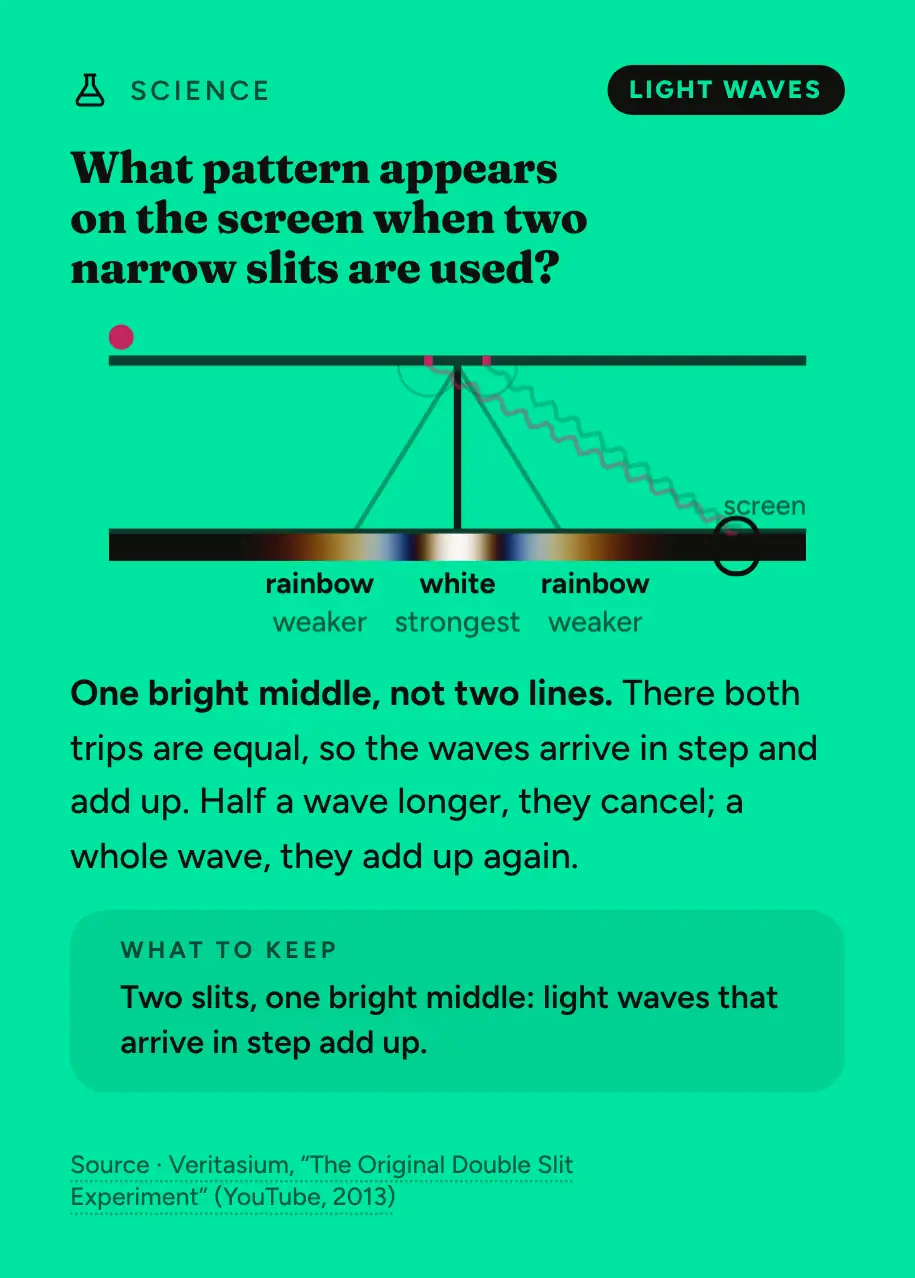 SCIENCE
LIGHT WAVES
What pattern appears
on the screen when two
narrow slits are used?
screen
rainbow white rainbow
weaker strongest weaker
One bright middle, not two lines. There both
trips are equal, so the waves arrive in step and
add up. Half a wave longer, they cancel; a
whole wave, they add up again.
WHAT TO KEEP
Two slits, one bright middle: light waves that
arrive in step add up.
Source · Veritasium, “The Original Double Slit
Experiment” (YouTube, 2013)